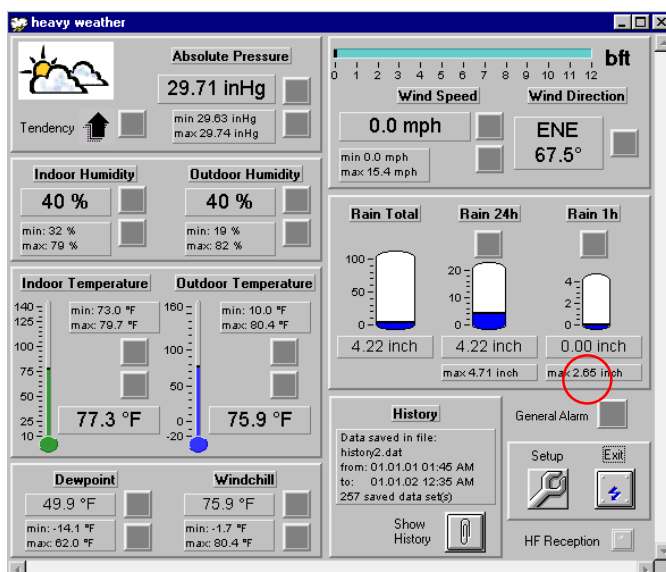 heavy weather
Absolute Pressure
29.71 inHg
min 29.63 inHg
max 29.74 inHg
Tendency
bft
0 1 2 3 4 5 6 7 8 9 10 11 12
Wind Speed
Wind Direction
0.0 mph
min 0.0 mph
max 15.4 mph
ENE
67.5°
Indoor Humidity
Outdoor Humidity
40 %
40 %
min: 32 %
max: 79 %
min: 19 %
max: 82 %
Rain Total
Rain 24h
Rain 1h
100
50
0
20
10
0
4
2
0
4.22 inch
4.22 inch
0.00 inch
max 4.71 inch
max 2.65 inch
Indoor Temperature
Outdoor Temperature
140
125
100
75
50
25
10
min: 73.0 °F
max: 79.7 °F
77.3 °F
160
100
50
0
-20
min: 10.0 °F
max: 80.4 °F
75.9 °F
History
Data saved in file:
history2.dat
from: 01.01.01 01:45 AM
to: 01.01.02 12:35 AM
257 saved data set(s)
Show
History
General Alarm
Setup
Exit
HF Reception
Dewpoint
Windchill
49.9 °F
75.9 °F
min: -14.1 °F
max: 62.0 °F
min: -1.7 °F
max: 80.4 °F